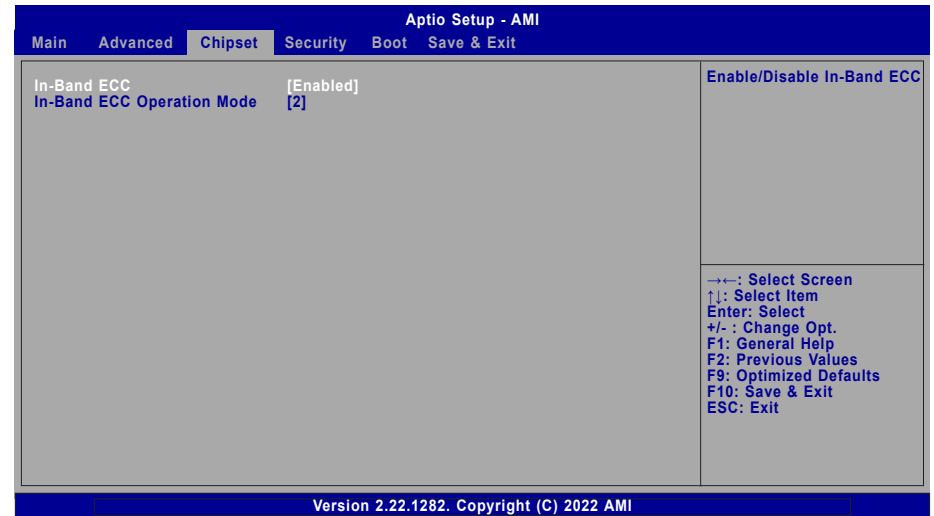 Aptio Setup - AMI
Main Advanced Chipset Security Boot Save & Exit
In-Band ECC [Enabled]
In-Band ECC Operation Mode [2]
Enable/Disable In-Band ECC
→←: Select Screen
↑↓: Select Item
Enter: Select
+/- : Change Opt.
F1: General Help
F2: Previous Values
F9: Optimized Defaults
F10: Save & Exit
ESC: Exit
Version 2.22.1282. Copyright (C) 2022 AMI